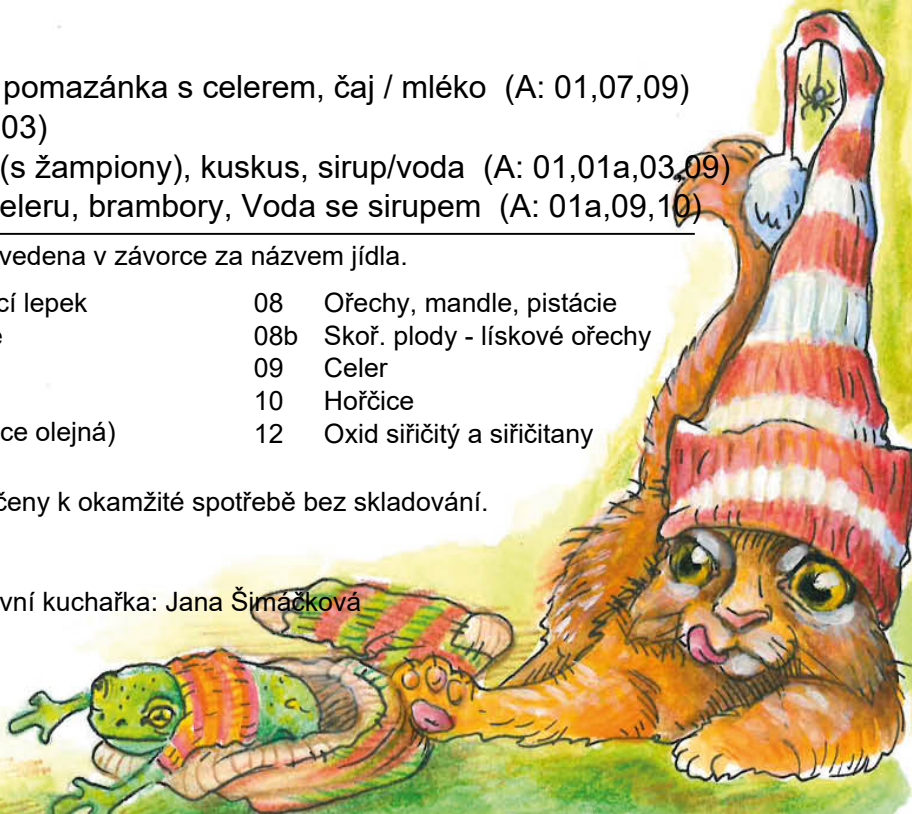 pomazánka s celerem, čaj / mléko (A: 01,07,09)
03)
(s žampiony), kuskus, sirup/voda (A: 01,01a,03,09)
eleru, brambory, Voda se sirupem (A: 01a,09,10)
vedena v závorce za názvem jídla.
cí lepek 08 Ořechy, mandle, pistácie
e 08b Skoř. plody - lískové ořechy
09 Celer
10 Hořčice
ce olejná) 12 Oxid siřičitý a siřičitany
čeny k okamžité spotřebě bez skladování.
vní kuchařka: Jana Šimáčková